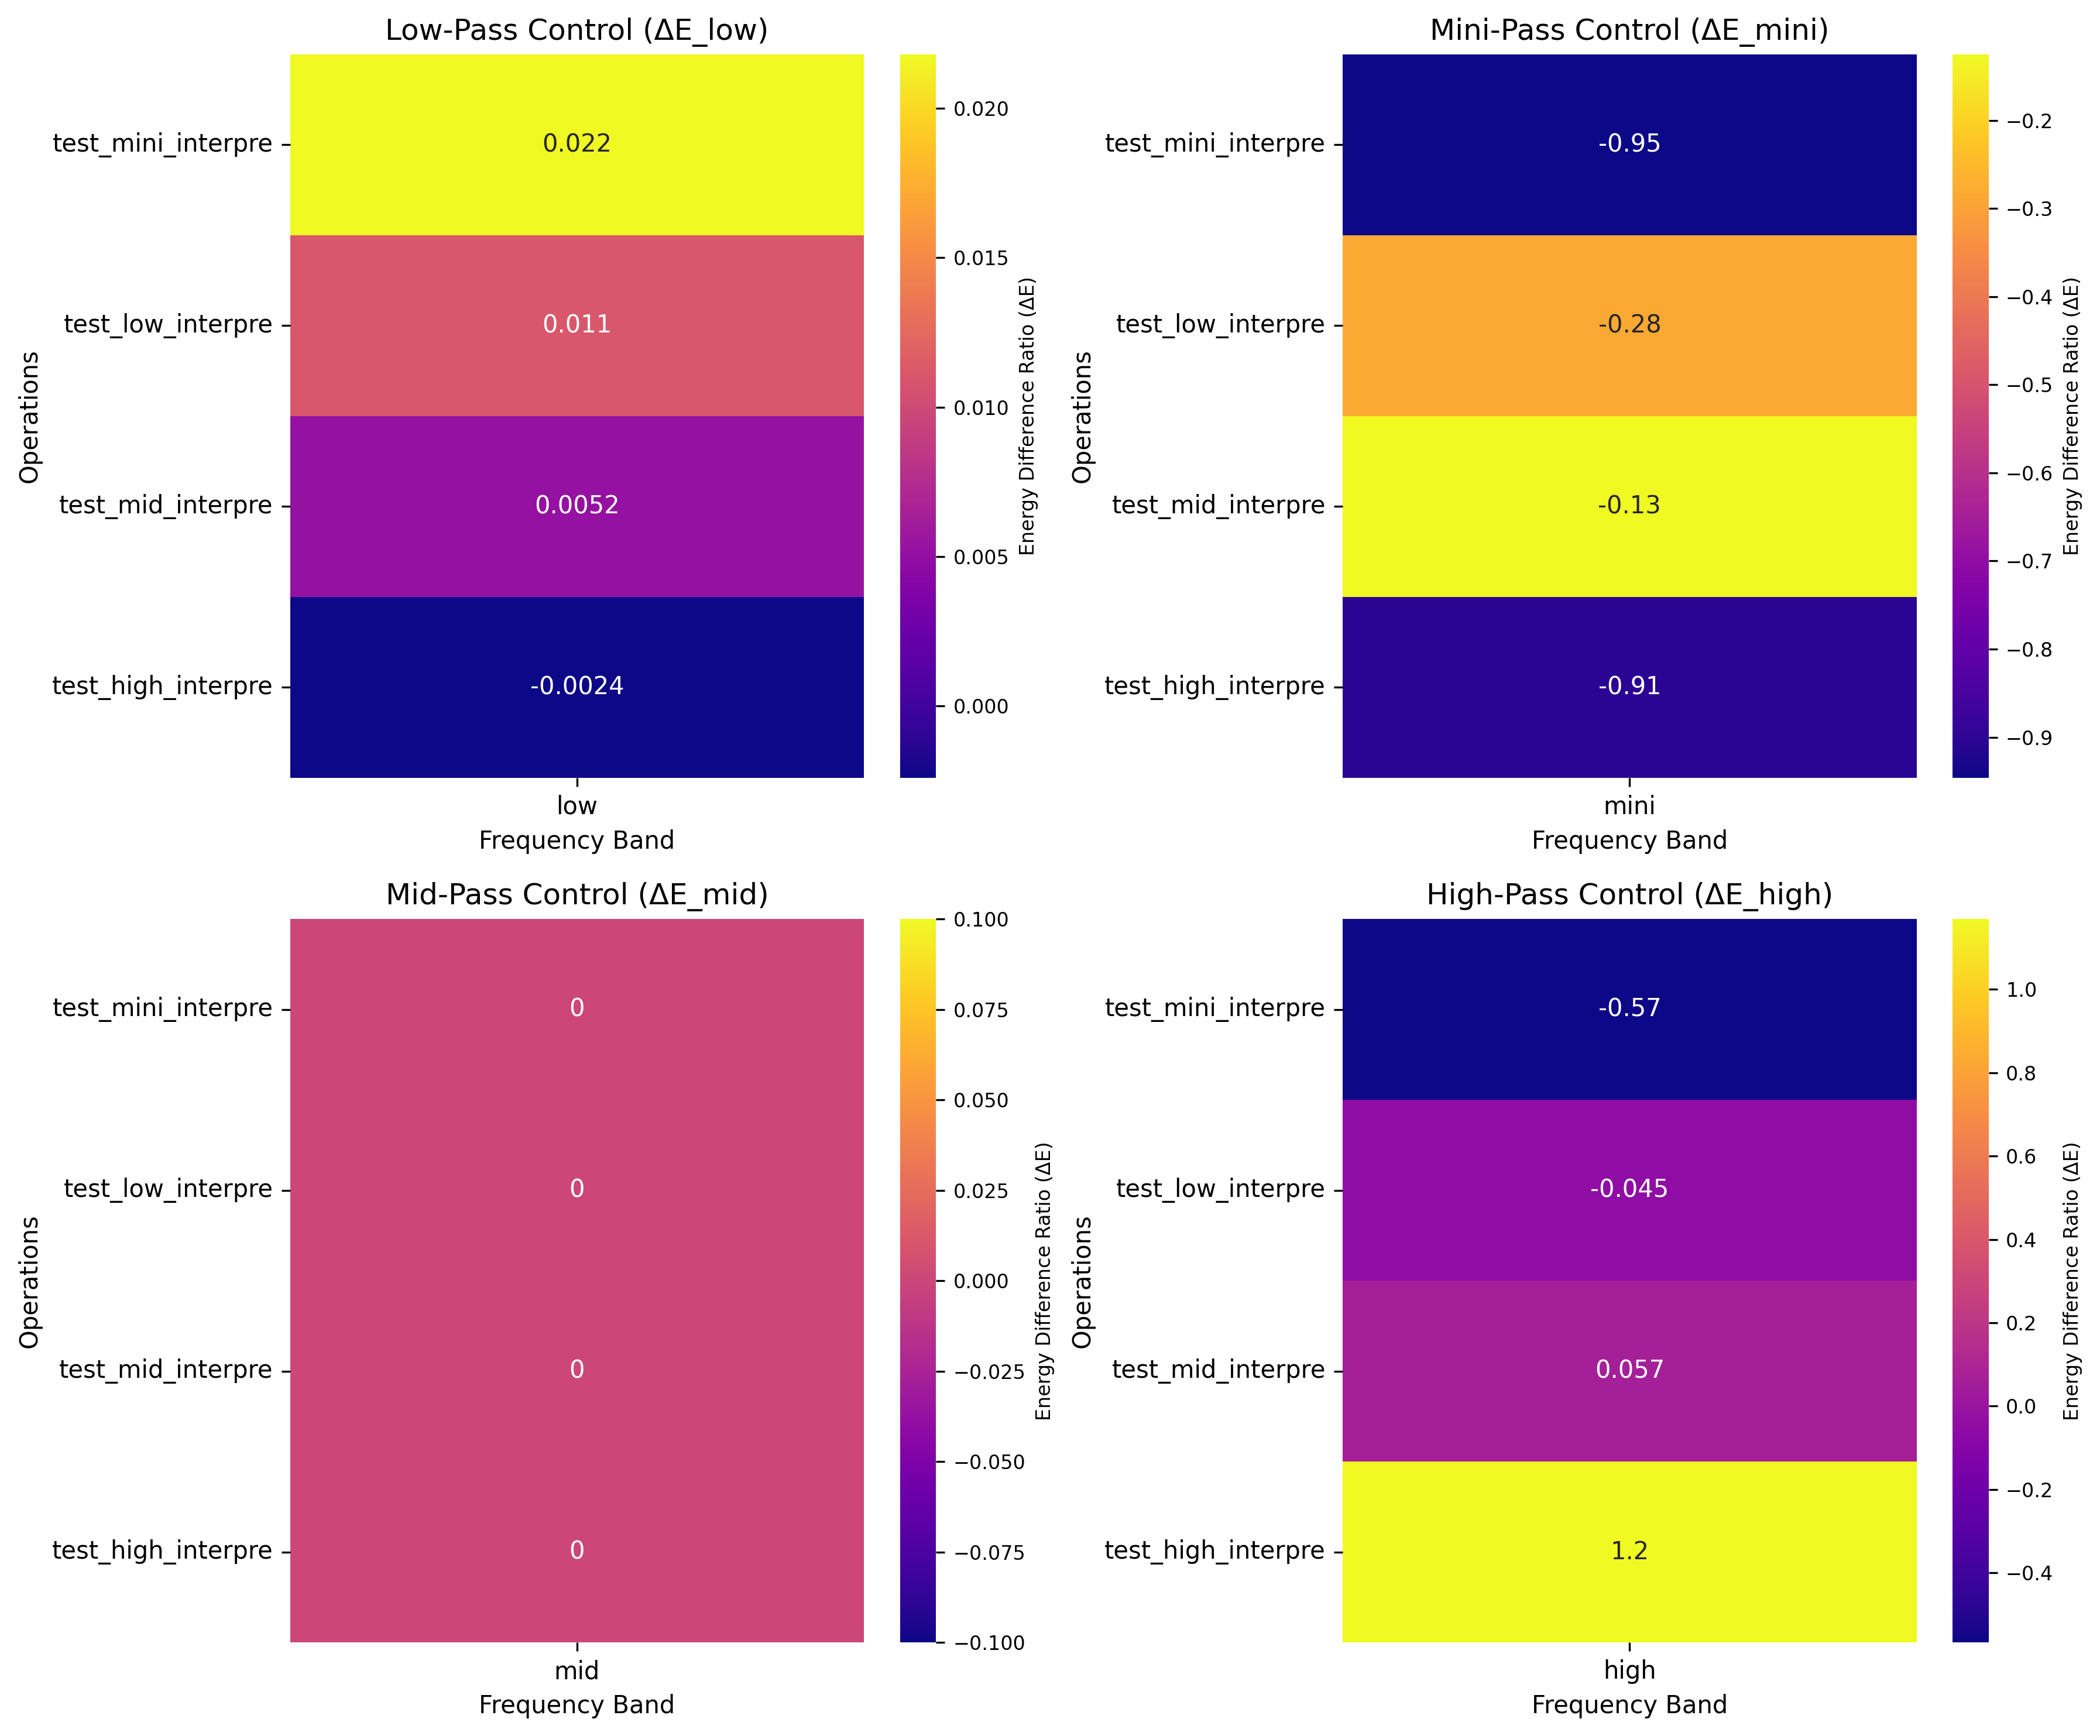 Low-Pass Control (ΔE_low)
test_mini_interpre
test_low_interpre
test_mid_interpre
test_high_interpre
Operations
0.022
0.011
0.0052
-0.0024
low
Frequency Band
0.020
0.015
0.010
0.005
0.000
Energy Difference Ratio (ΔE)
Mini-Pass Control (ΔE_mini)
test_mini_interpre
test_low_interpre
test_mid_interpre
test_high_interpre
Operations
-0.95
-0.28
-0.13
-0.91
mini
Frequency Band
−0.2
−0.3
−0.4
−0.5
−0.6
−0.7
−0.8
−0.9
Energy Difference Ratio (ΔE)
Mid-Pass Control (ΔE_mid)
test_mini_interpre
test_low_interpre
test_mid_interpre
test_high_interpre
Operations
0
0
0
0
mid
Frequency Band
0.100
0.075
0.050
0.025
0.000
−0.025
−0.050
−0.075
−0.100
Energy Difference Ratio (ΔE)
High-Pass Control (ΔE_high)
test_mini_interpre
test_low_interpre
test_mid_interpre
test_high_interpre
Operations
-0.57
-0.045
0.057
1.2
high
Frequency Band
1.0
0.8
0.6
0.4
0.2
0.0
−0.2
−0.4
Energy Difference Ratio (ΔE)